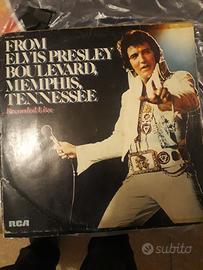 FROM
ELVIS PRESLEY
BOULEVARD,
MEMPHIS,
TENNESSEE
Recorded Live
RCA
subito